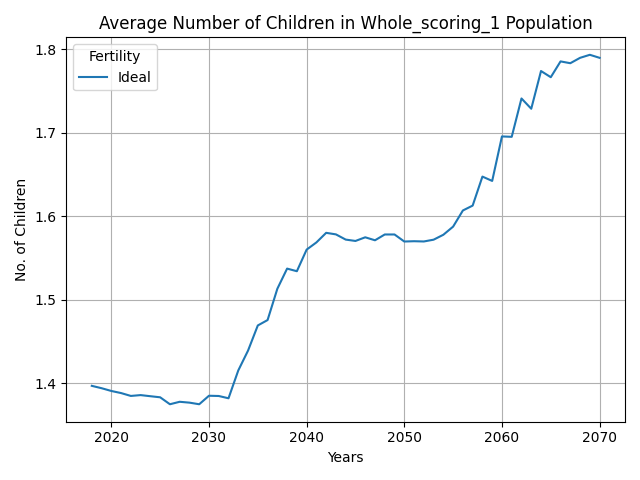 Average Number of Children in Whole_scoring_1 Population
Fertility
Ideal
No. of Children
1.8
1.7
1.6
1.5
1.4
2020 2030 2040 2050 2060 2070
Years